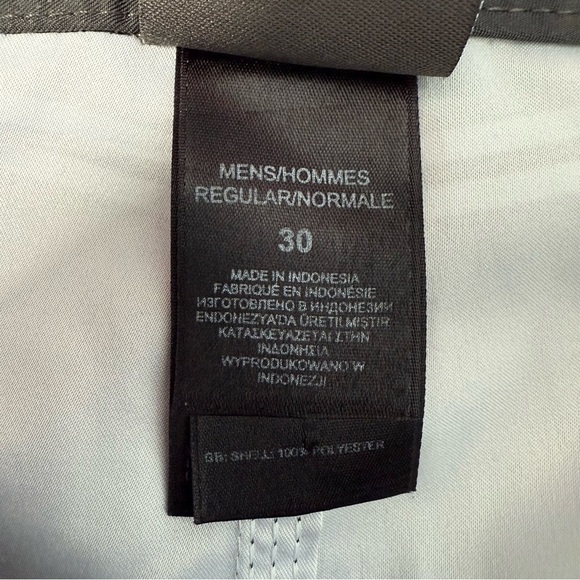 MENS/HOMMES
REGULAR/NORMALE
30
MADE IN INDONESIA
FABRIQUÉ EN INDONÉSIE
ИЗГОТОВЛЕНО В ИНДОНЕЗИИ
ENDONEZYA'DA ÜRETILMIŞTIR
ΚΑΤΑΣΚΕΥΑΖΕΤΑΙ ΣΤΗΝ
ΙΝΔΟΝΗΣΙΑ
WYPRODUKOWANO W
INDONEZJI
GB: SHELL: 100% POLYESTER